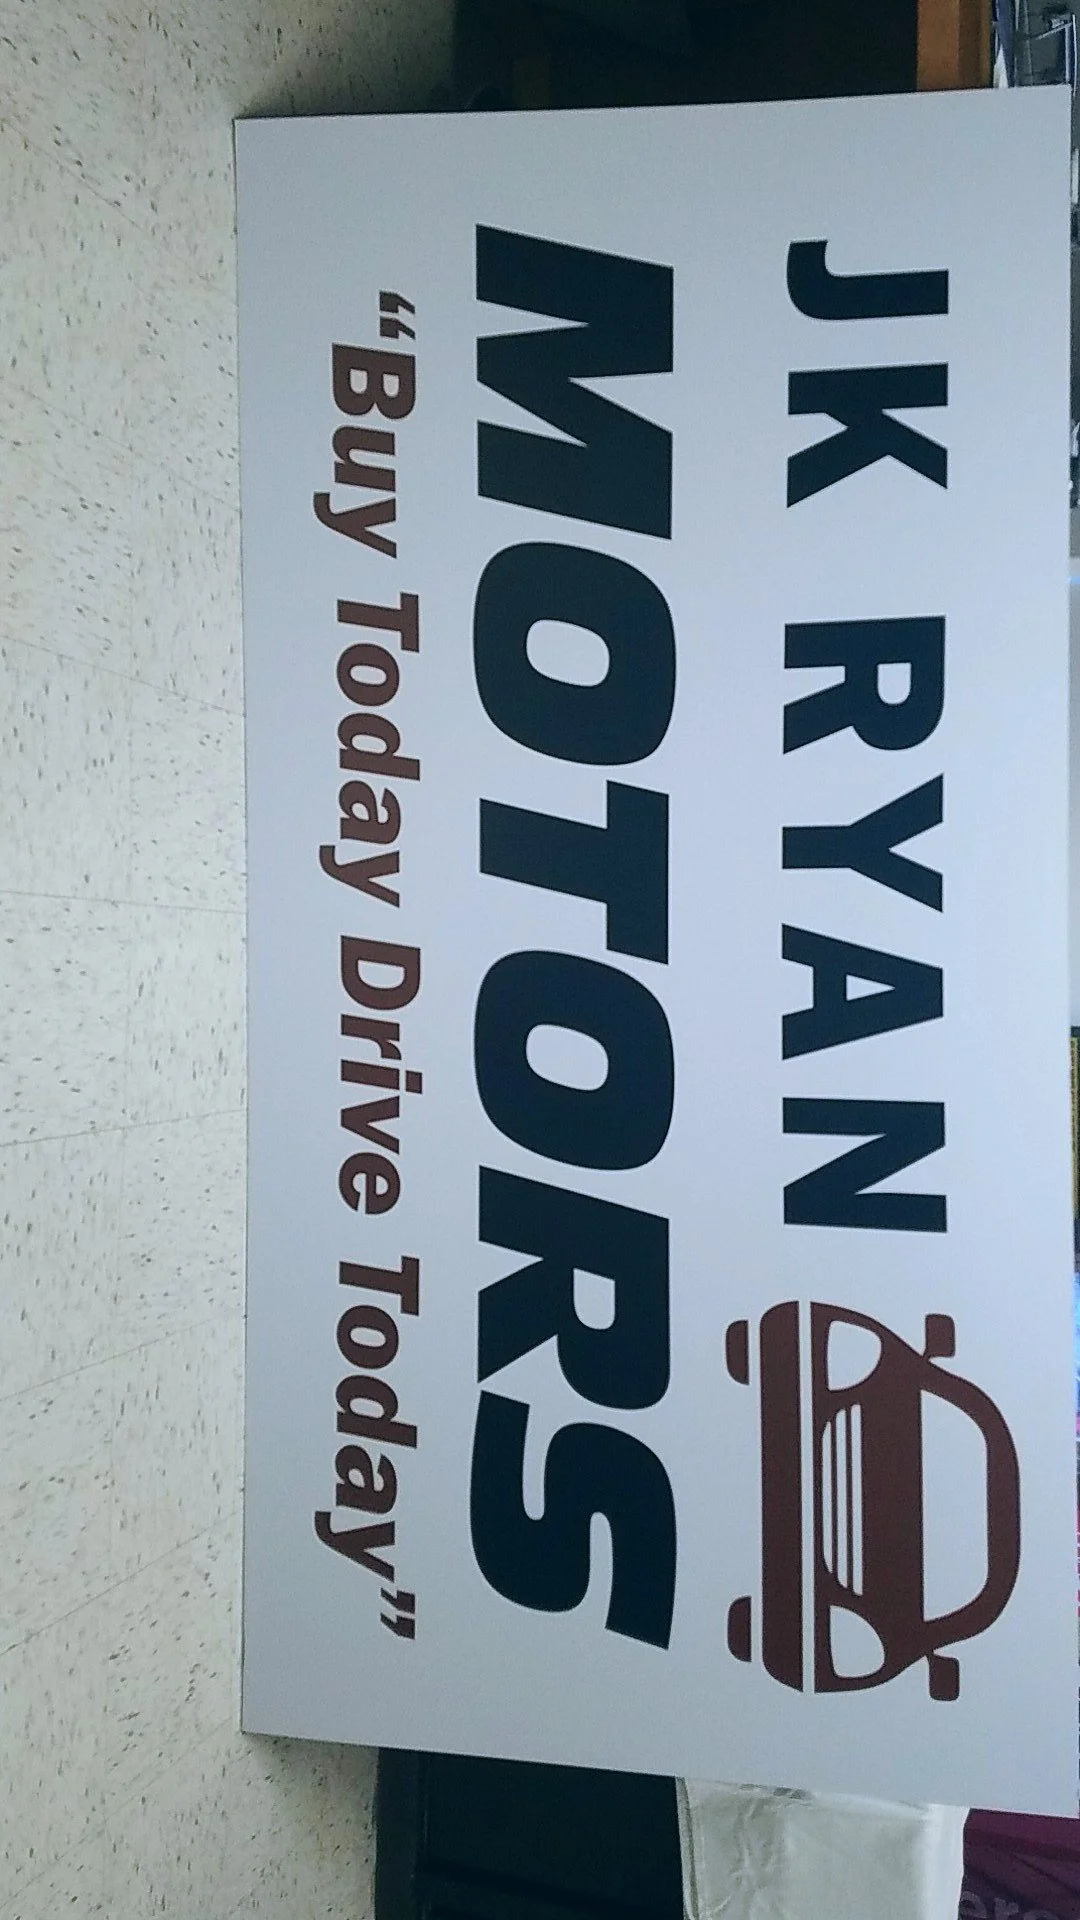 JK RYAN
MOTORS
“Buy Today Drive Today”